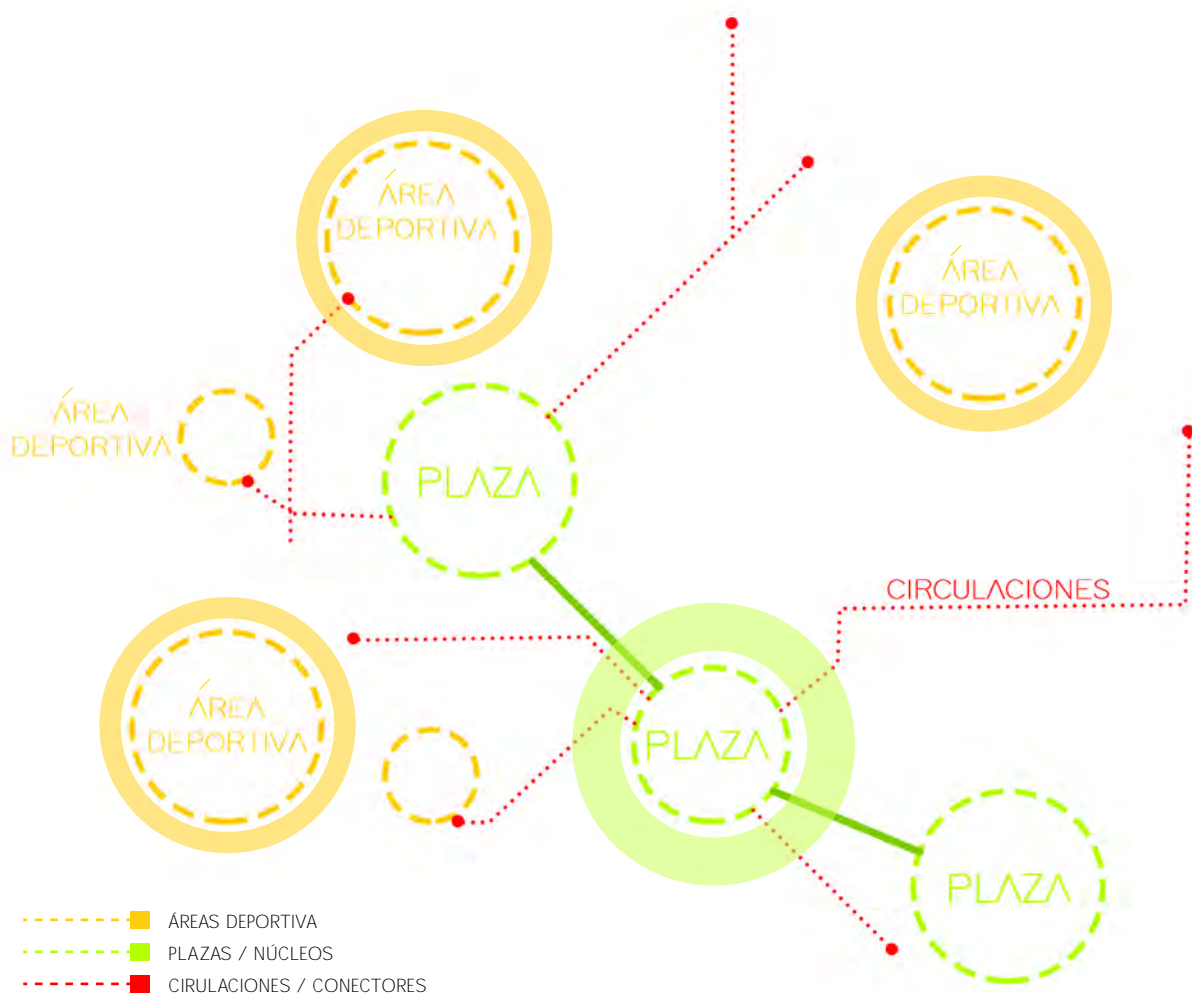 ÁREA
DEPORTIVA
ÁREA
DEPORTIVA
ÁREA
DEPORTIVA
PLAZA
CIRCULACIONES
ÁREA
DEPORTIVA
PLAZA
PLAZA
ÁREAS DEPORTIVA
PLAZAS / NÚCLEOS
CIRULACIONES / CONECTORES